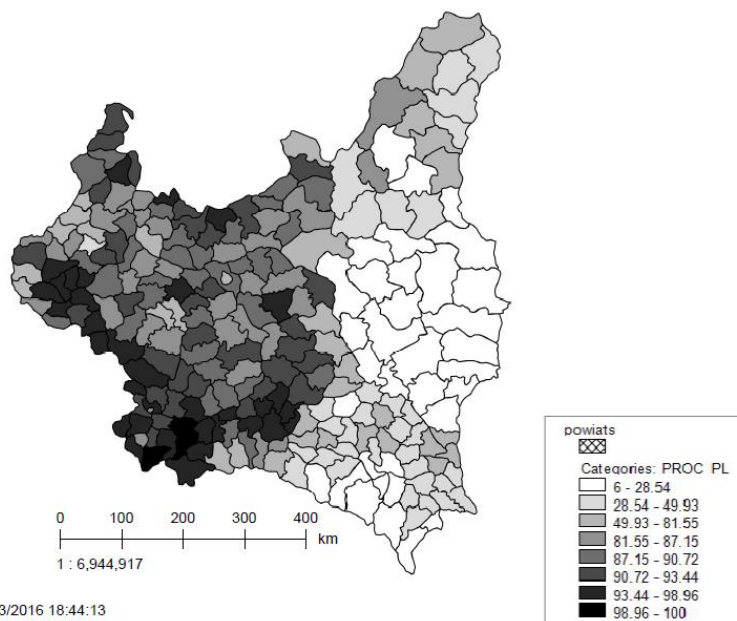 0 100 200 300 400
km
1 : 6,944,917
3/2016 18:44:13
powiats
Categories: PROC_PL
6 - 28.54
28.54 - 49.93
49.93 - 81.55
81.55 - 87.15
87.15 - 90.72
90.72 - 93.44
93.44 - 98.96
98.96 - 100